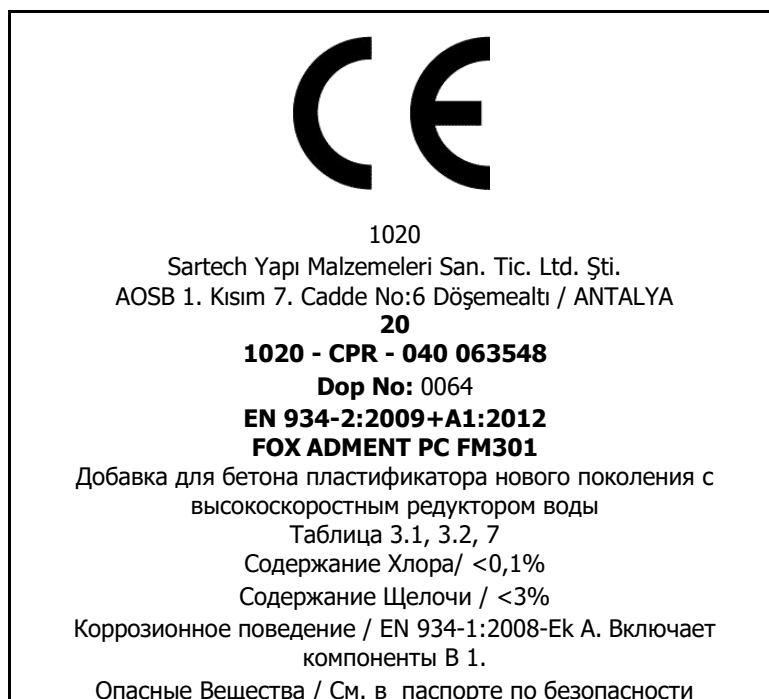 CE
1020
Sartech Yapı Malzemeleri San. Tic. Ltd. Şti.
AOSB 1. Kısım 7. Cadde No:6 Döşemealtı / ANTALYA
20
1020 - CPR - 040 063548
Dop No: 0064
EN 934-2:2009+A1:2012
FOX ADMENT PC FM301
Добавка для бетона пластификатора нового поколения с
высокоскоростным редуктором воды
Таблица 3.1, 3.2, 7
Содержание Хлора/ <0,1%
Содержание Щелочи / <3%
Коррозионное поведение / EN 934-1:2008-Ek A. Включает
компоненты В 1.
Опасные Вещества / См. в паспорте по безопасности